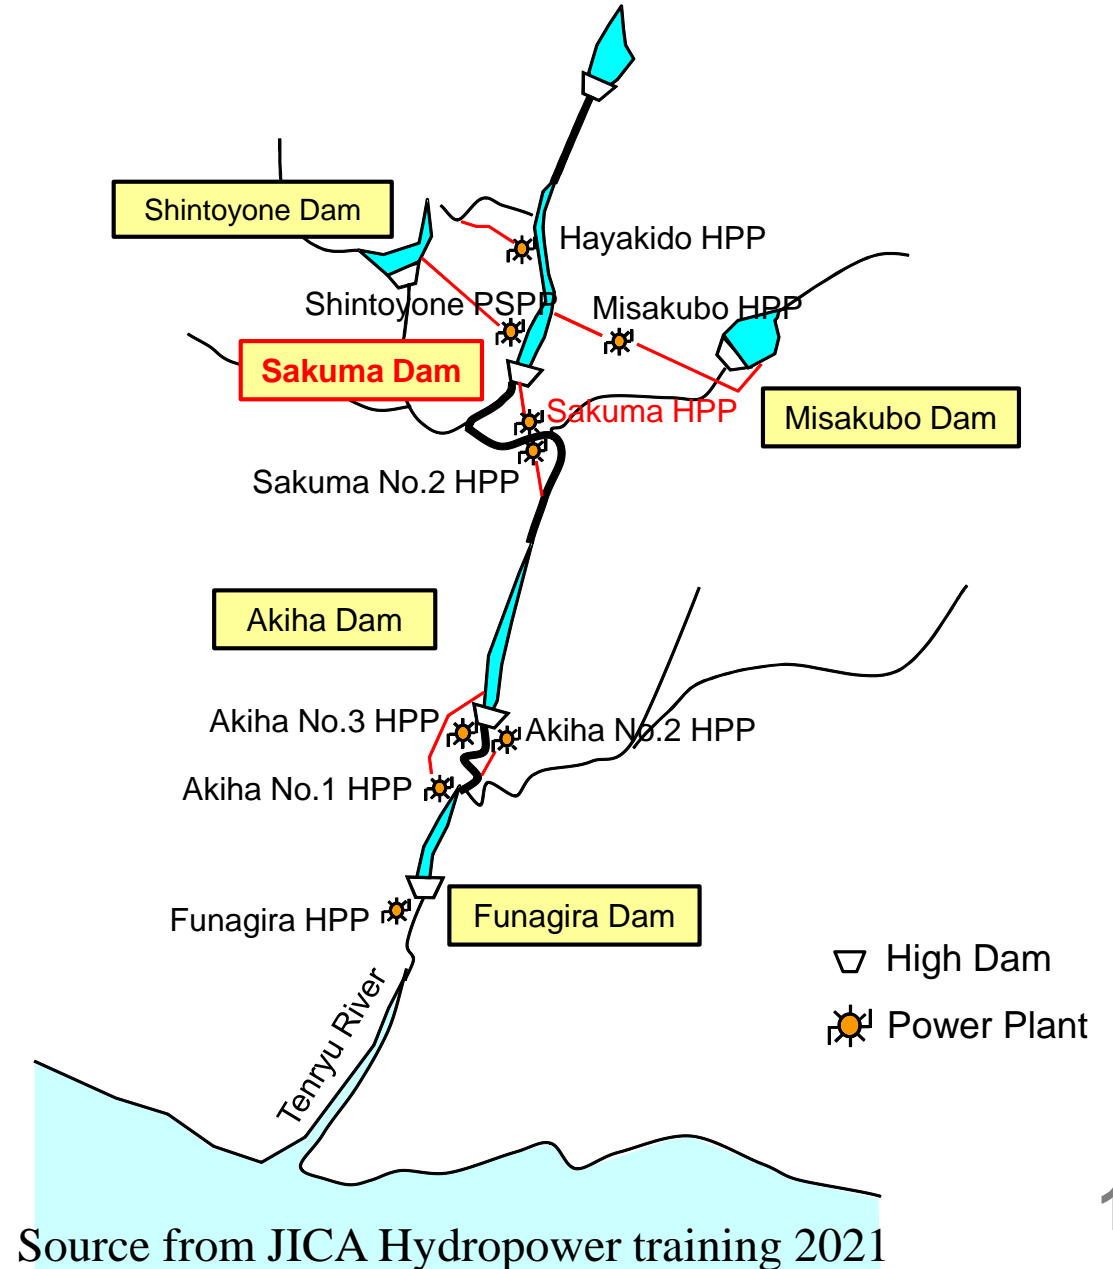 Shintoyone Dam
Hayakido HPP
Shintoyone PSPP
Misakubo HPP
Sakuma Dam
Sakuma HPP
Misakubo Dam
Sakuma No.2 HPP
Akiha Dam
Akiha No.3 HPP
Akiha No.2 HPP
Akiha No.1 HPP
Funagira HPP
Funagira Dam
High Dam
Power Plant
Tenryu River
Source from JICA Hydropower training 2021